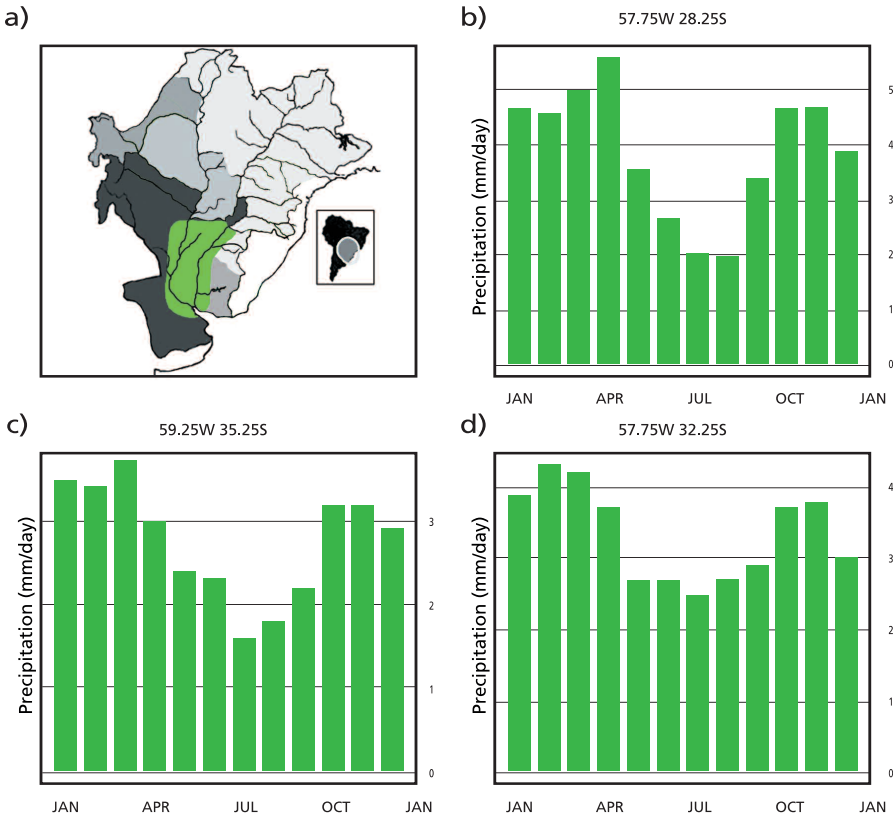 a)
b)
57.75W 28.25S
Precipitation (mm/day)
5
4
3
2
1
0
JAN APR JUL OCT JAN
c)
59.25W 35.25S
Precipitation (mm/day)
3
2
1
0
JAN APR JUL OCT JAN
d)
57.75W 32.25S
Precipitation (mm/day)
4
3
2
1
0
JAN APR JUL OCT JAN